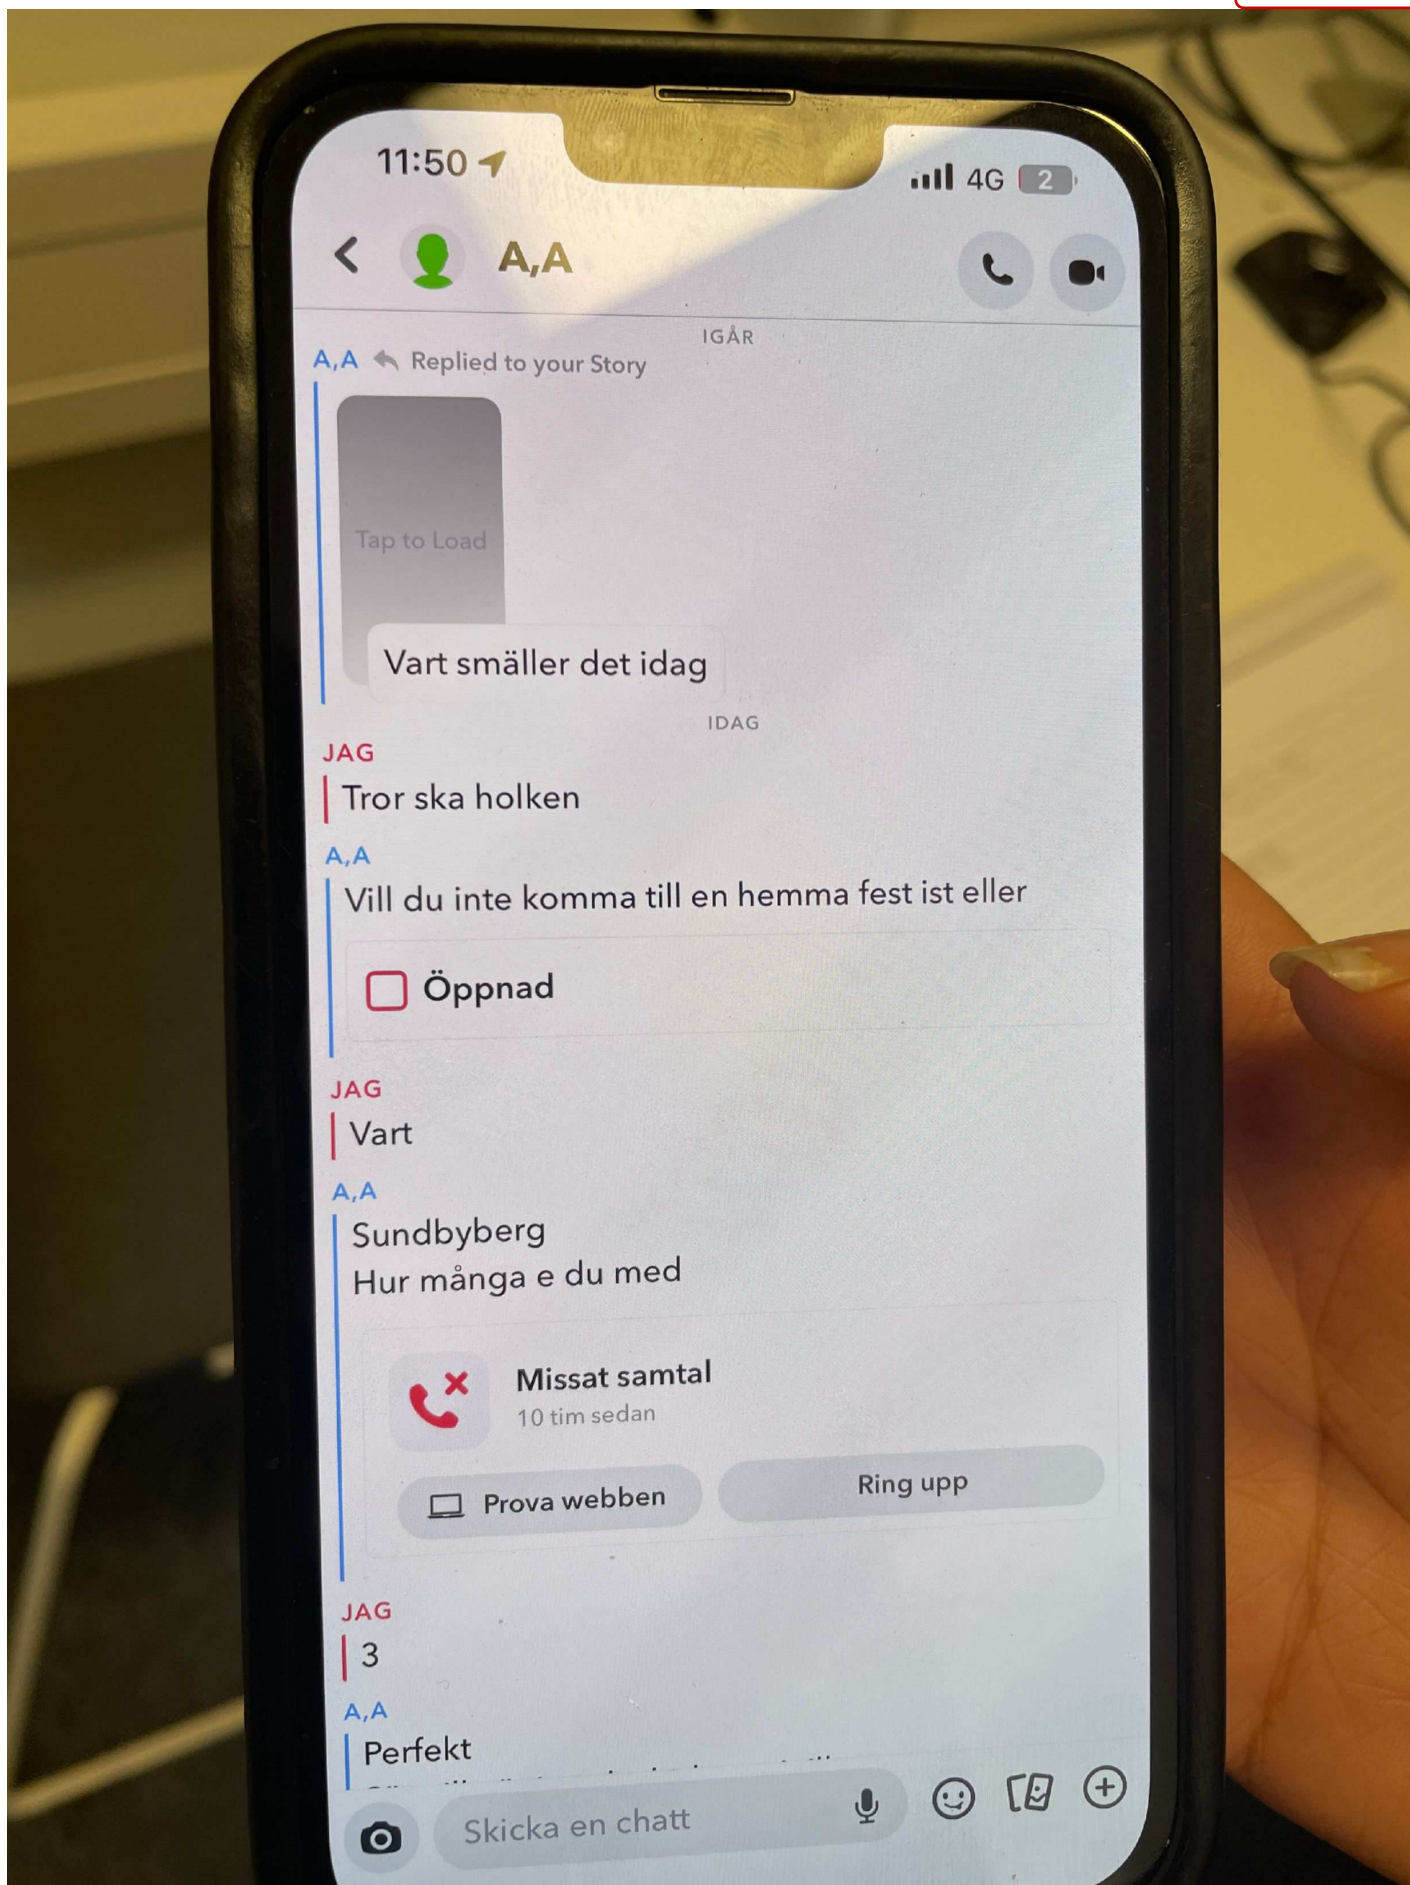 11:50
4G 2
A,A
IGÅR
A,A Replied to your Story
Tap to Load
Vart smäller det idag
IDAG
JAG
Tror ska holken
A,A
Vill du inte komma till en hemma fest ist eller
Öppnad
JAG
Vart
A,A
Sundbyberg
Hur många e du med
Missat samtal
10 tim sedan
Prova webben
Ring upp
JAG
3
A,A
Perfekt
Skicka en chatt